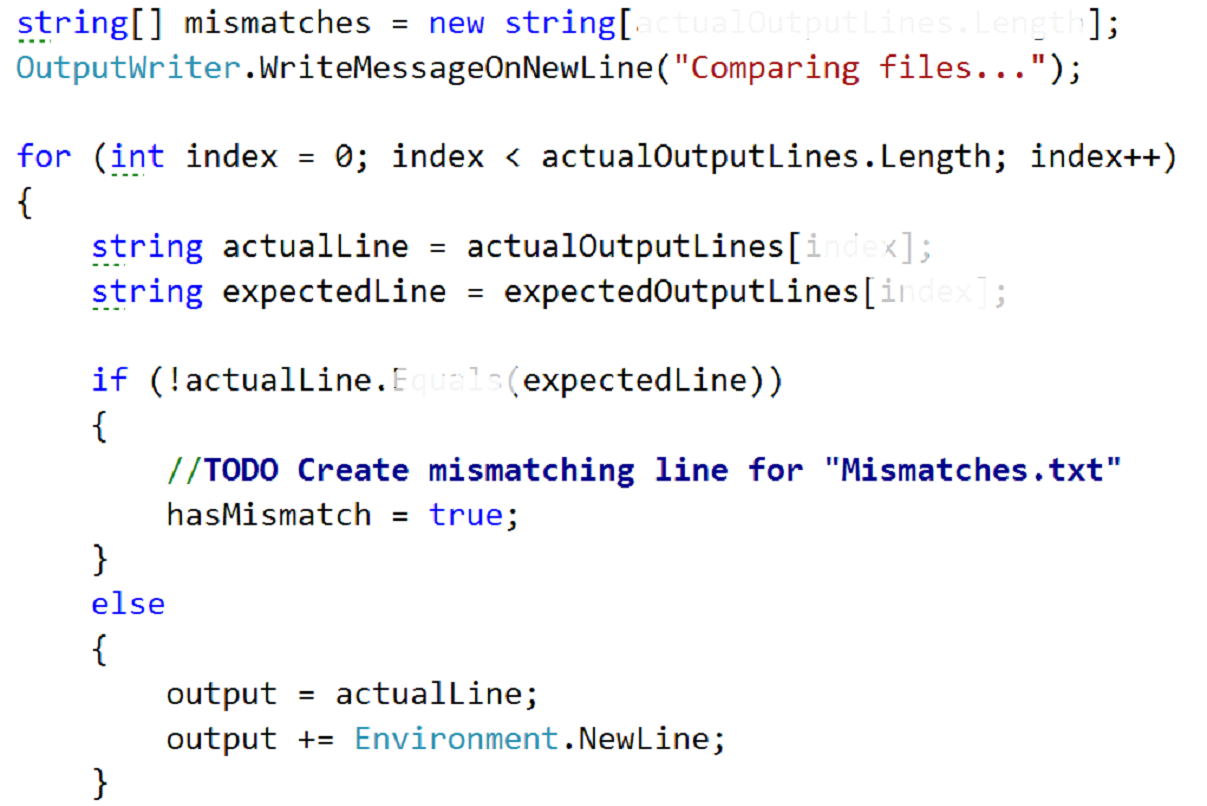 string[] mismatches = new string[actualOutputLines.Length];
OutputWriter.WriteMessageOnNewLine("Comparing files...");
for (int index = 0; index < actualOutputLines.Length; index++)
{
string actualLine = actualOutputLines[index];
string expectedLine = expectedOutputLines[index];
if (!actualLine.Equals(expectedLine))
{
//TODO Create mismatching line for "Mismatches.txt"
hasMismatch = true;
}
else
{
output = actualLine;
output += Environment.NewLine;
}